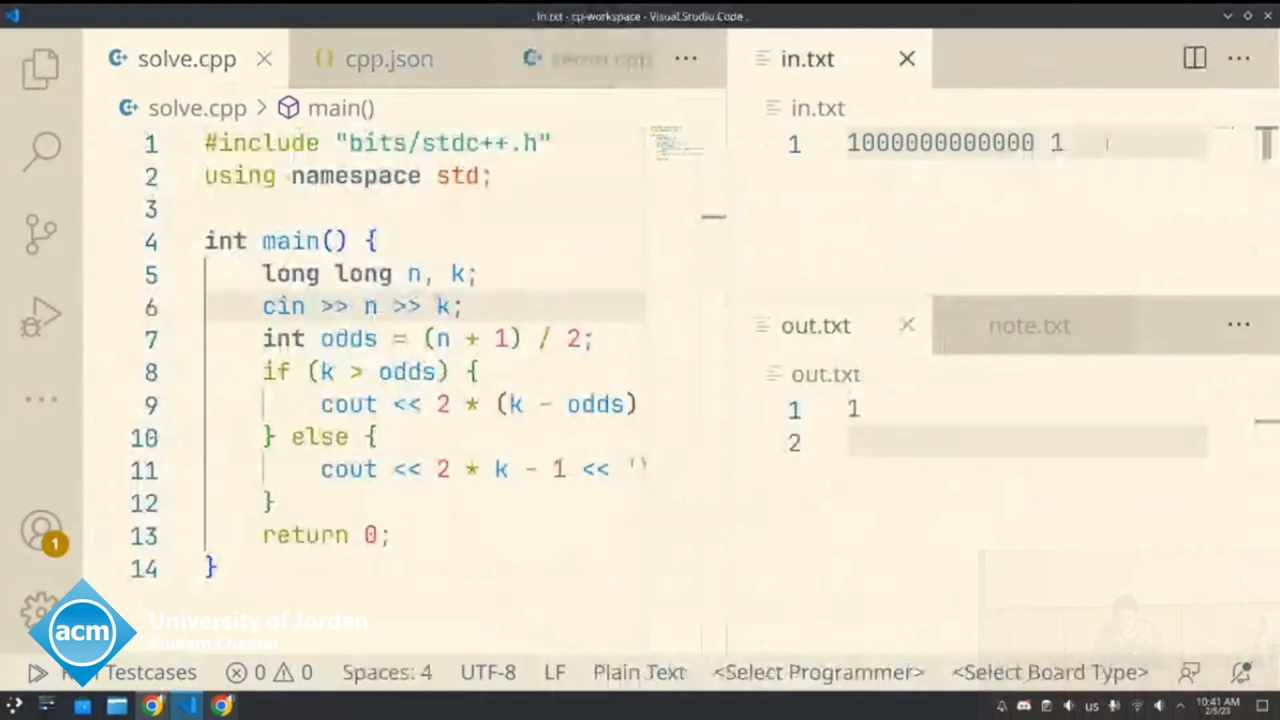 in.txt - cp-workspace - Visual Studio Code
solve.cpp
cpp.json
in.txt
solve.cpp > main()
in.txt
1 #include "bits/stdc++.h"
2 using namespace std;
3
4 int main() {
5 long long n, k;
6 cin >> n >> k;
7 int odds = (n + 1) / 2;
8 if (k > odds) {
9 cout << 2 * (k - odds)
10 } else {
11 cout << 2 * k - 1 <<
12 }
13 return 0;
14 }
1 1000000000000 1
out.txt
note.txt
out.txt
1 1
2
1
acm
University of Jordan
Student Chapter
Testcases
0 0
Spaces: 4
UTF-8
LF
Plain Text
<Select Programmer>
<Select Board Type>
us
10:41 AM
2/5/23